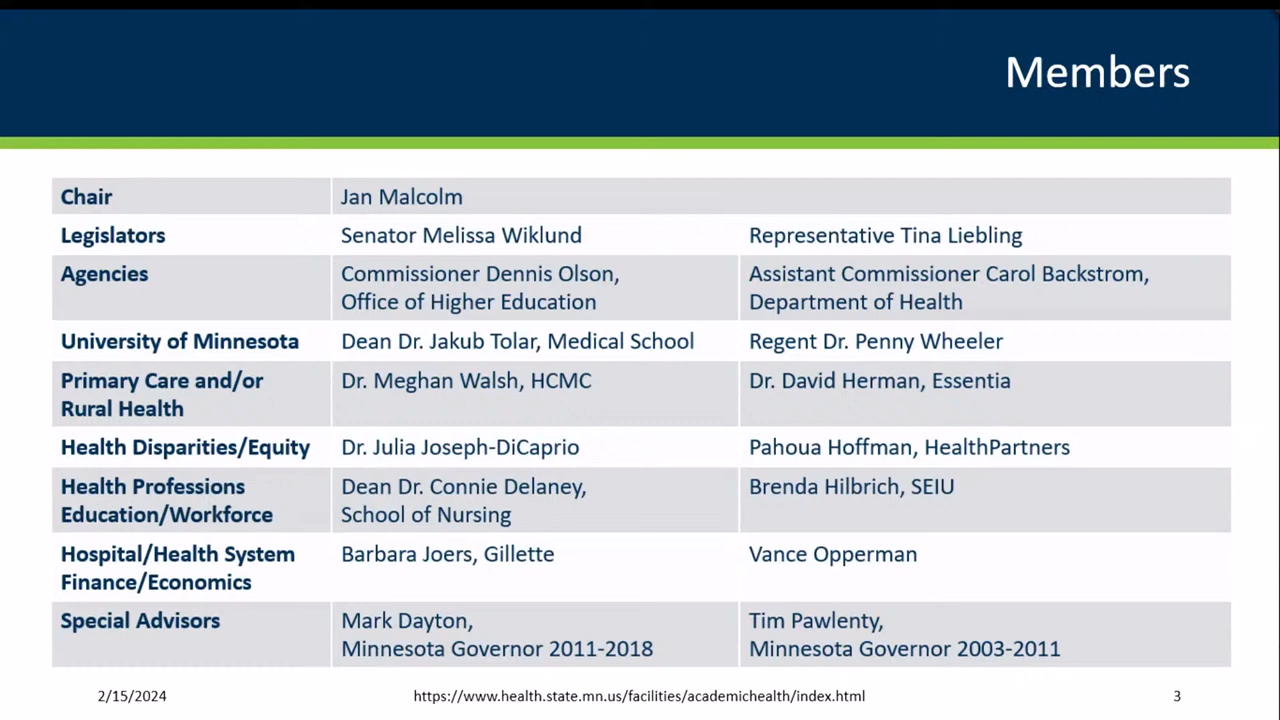 Members
Chair
Jan Malcolm
Legislators
Senator Melissa Wiklund
Representative Tina Liebling
Agencies
Commissioner Dennis Olson,
Office of Higher Education
Assistant Commissioner Carol Backstrom,
Department of Health
University of Minnesota
Dean Dr. Jakub Tolar, Medical School
Regent Dr. Penny Wheeler
Primary Care and/or
Rural Health
Dr. Meghan Walsh, HCMC
Dr. David Herman, Essentia
Health Disparities/Equity
Dr. Julia Joseph-DiCaprio
Pahoua Hoffman, HealthPartners
Health Professions
Education/Workforce
Dean Dr. Connie Delaney,
School of Nursing
Brenda Hilbrich, SEIU
Hospital/Health System
Finance/Economics
Barbara Joers, Gillette
Vance Opperman
Special Advisors
Mark Dayton,
Minnesota Governor 2011-2018
Tim Pawlenty,
Minnesota Governor 2003-2011
2/15/2024
https://www.health.state.mn.us/facilities/academichealth/index.html
3